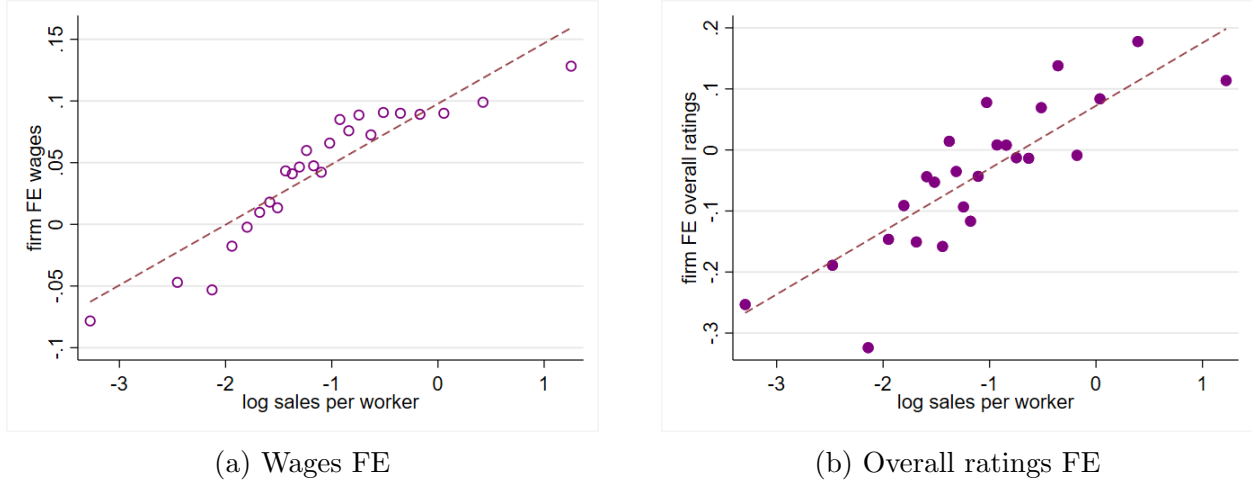 firm FE wages
.15
.1
.05
0
-.05
-.1
-3 -2 -1 0 1
log sales per worker
(a) Wages FE
firm FE overall ratings
.2
.1
0
-.1
-.2
-.3
-3 -2 -1 0 1
log sales per worker
(b) Overall ratings FE